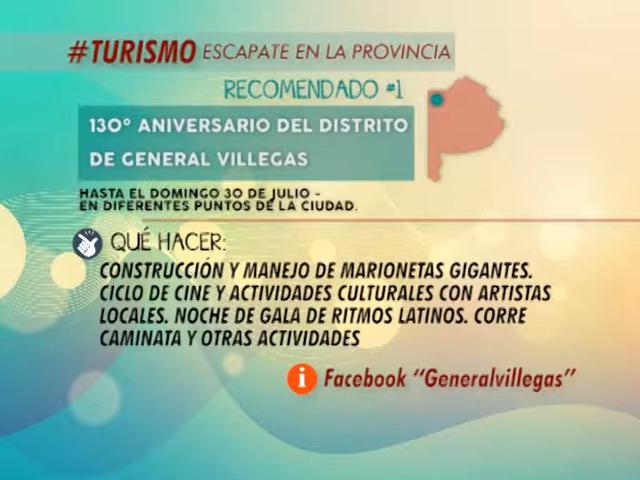 #TURISMO ESCAPATE EN LA PROVINCIA
RECOMENDADO #1
130° ANIVERSARIO DEL DISTRITO
DE GENERAL VILLEGAS
HASTA EL DOMINGO 30 DE JULIO -
EN DIFERENTES PUNTOS DE LA CIUDAD.
QUÉ HACER:
CONSTRUCCIÓN Y MANEJO DE MARIONETAS GIGANTES.
CICLO DE CINE Y ACTIVIDADES CULTURALES CON ARTISTAS
LOCALES. NOCHE DE GALA DE RITMOS LATINOS. CORRE
CAMINATA Y OTRAS ACTIVIDADES
i Facebook "Generalvillegas"